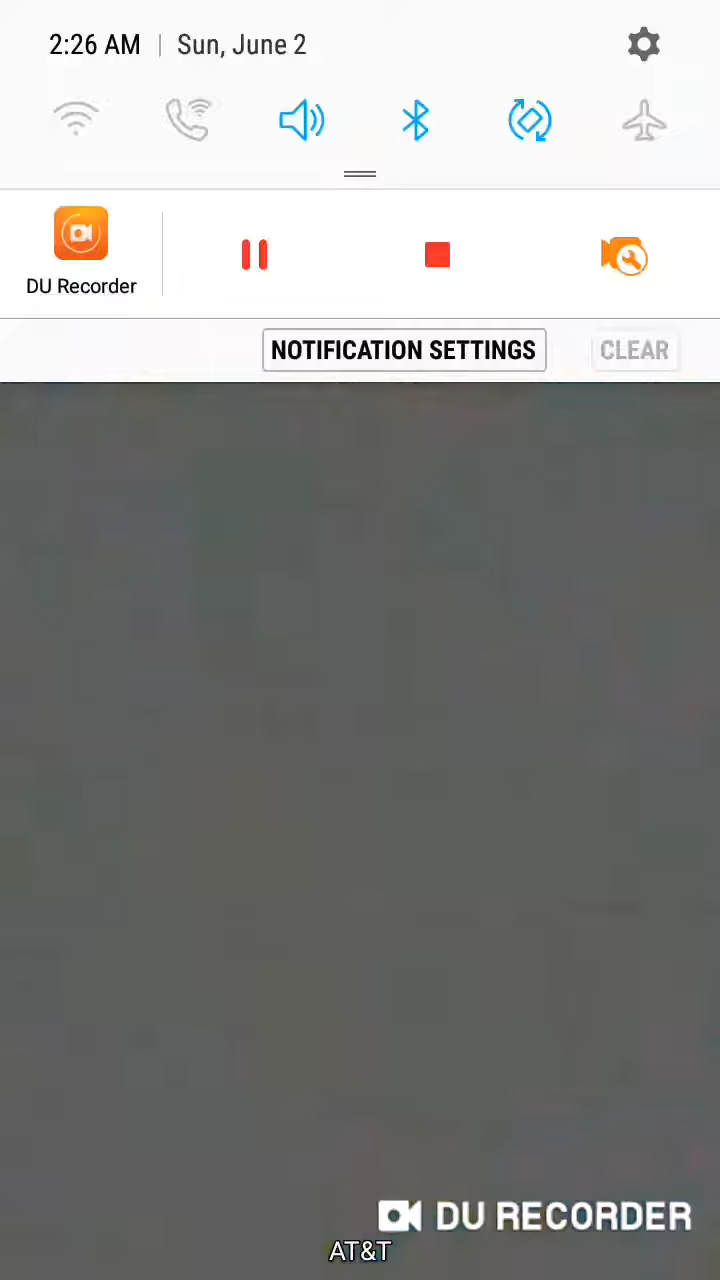 2:26 AM | Sun, June 2
DU Recorder
NOTIFICATION SETTINGS CLEAR
DU RECORDER
AT&T